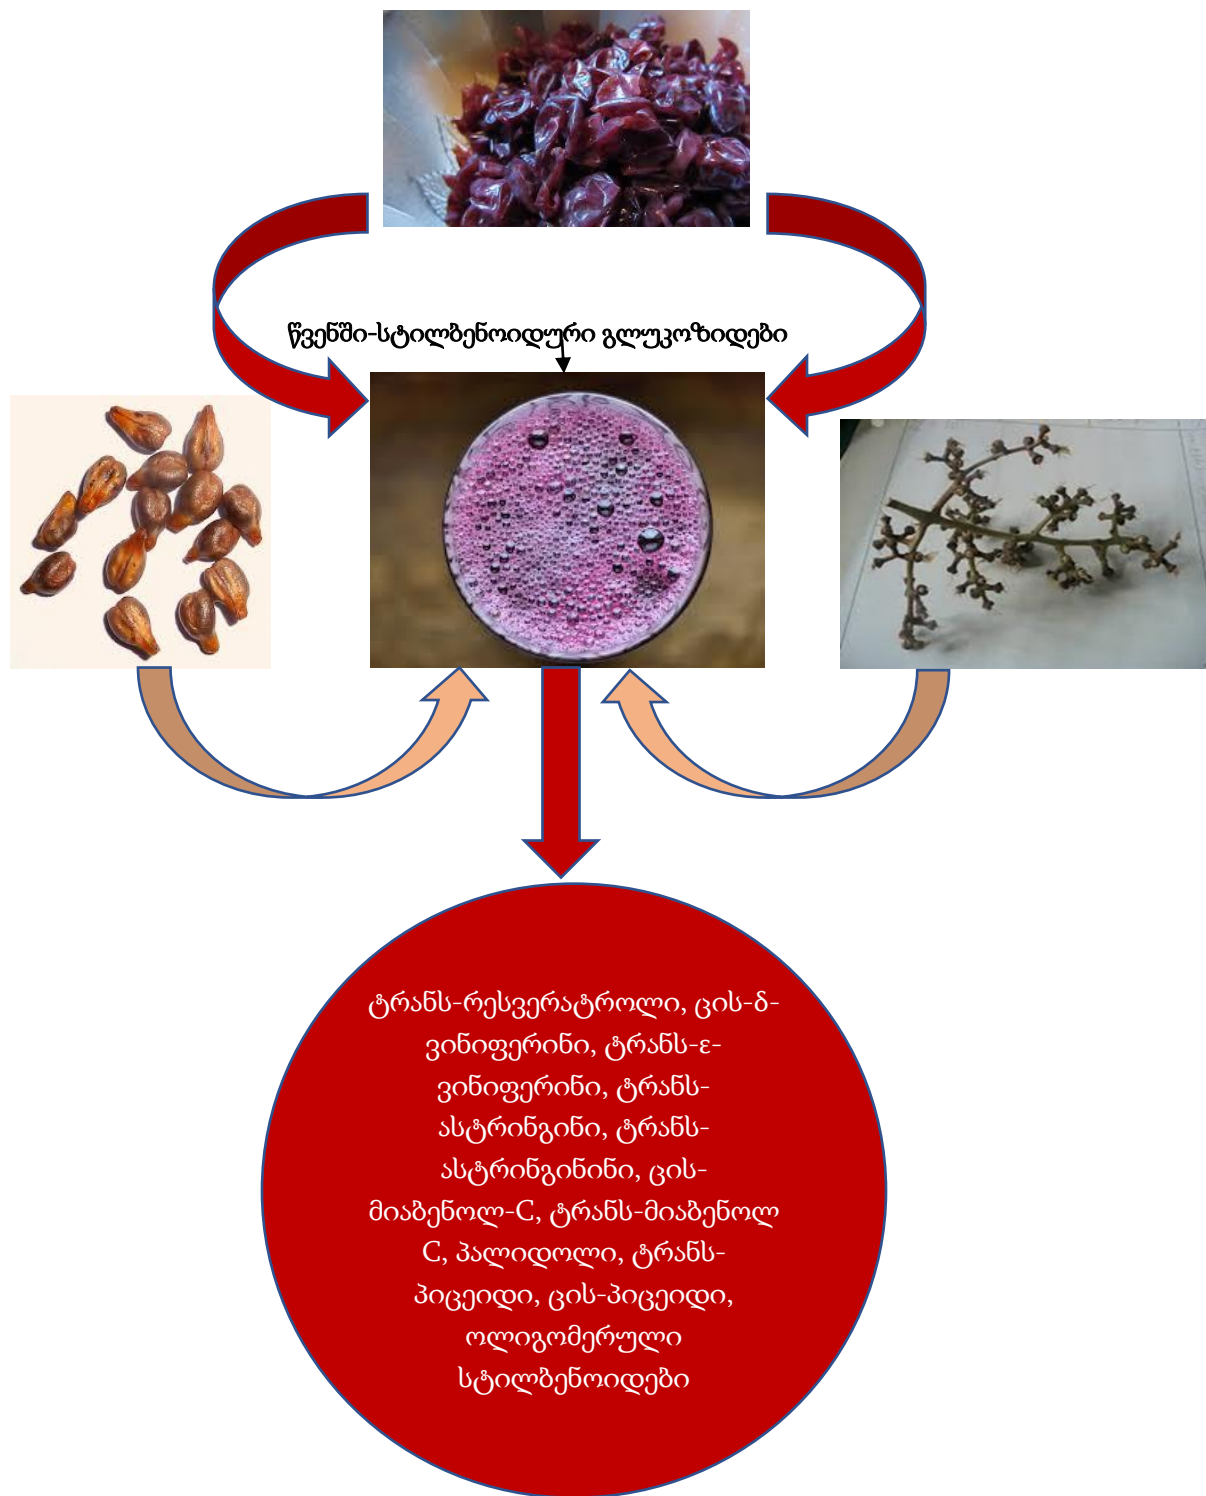 წვენში-სტილბენოიდური გლუკოზიდები
ტრანს-რესვერატროლი, ცის-δ-
ვინიფერინი, ტრანს-ε-
ვინიფერინი, ტრანს-
ასტრინგინი, ტრანს-
ასტრინგინინი, ცის-
მიაბენოლ-C, ტრანს-მიაბენოლ
C, პალიდოლი, ტრანს-
პიცეიდი, ცის-პიცეიდი,
ოლიგომერული
სტილბენოიდები